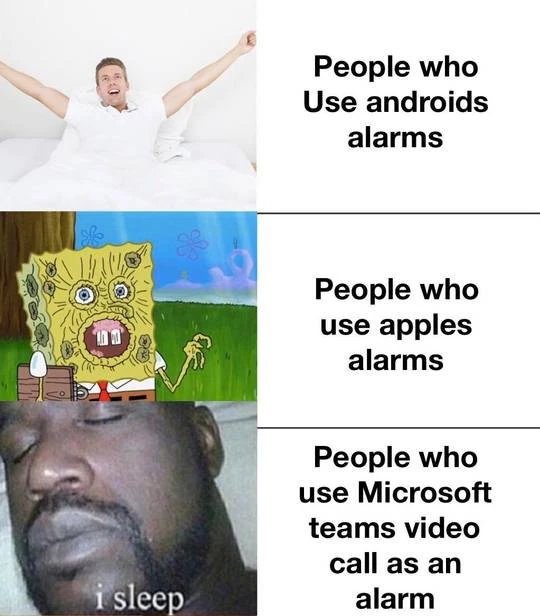 People who
Use androids
alarms
People who
use apples
alarms
People who
use Microsoft
teams video
call as an
alarm
i sleep